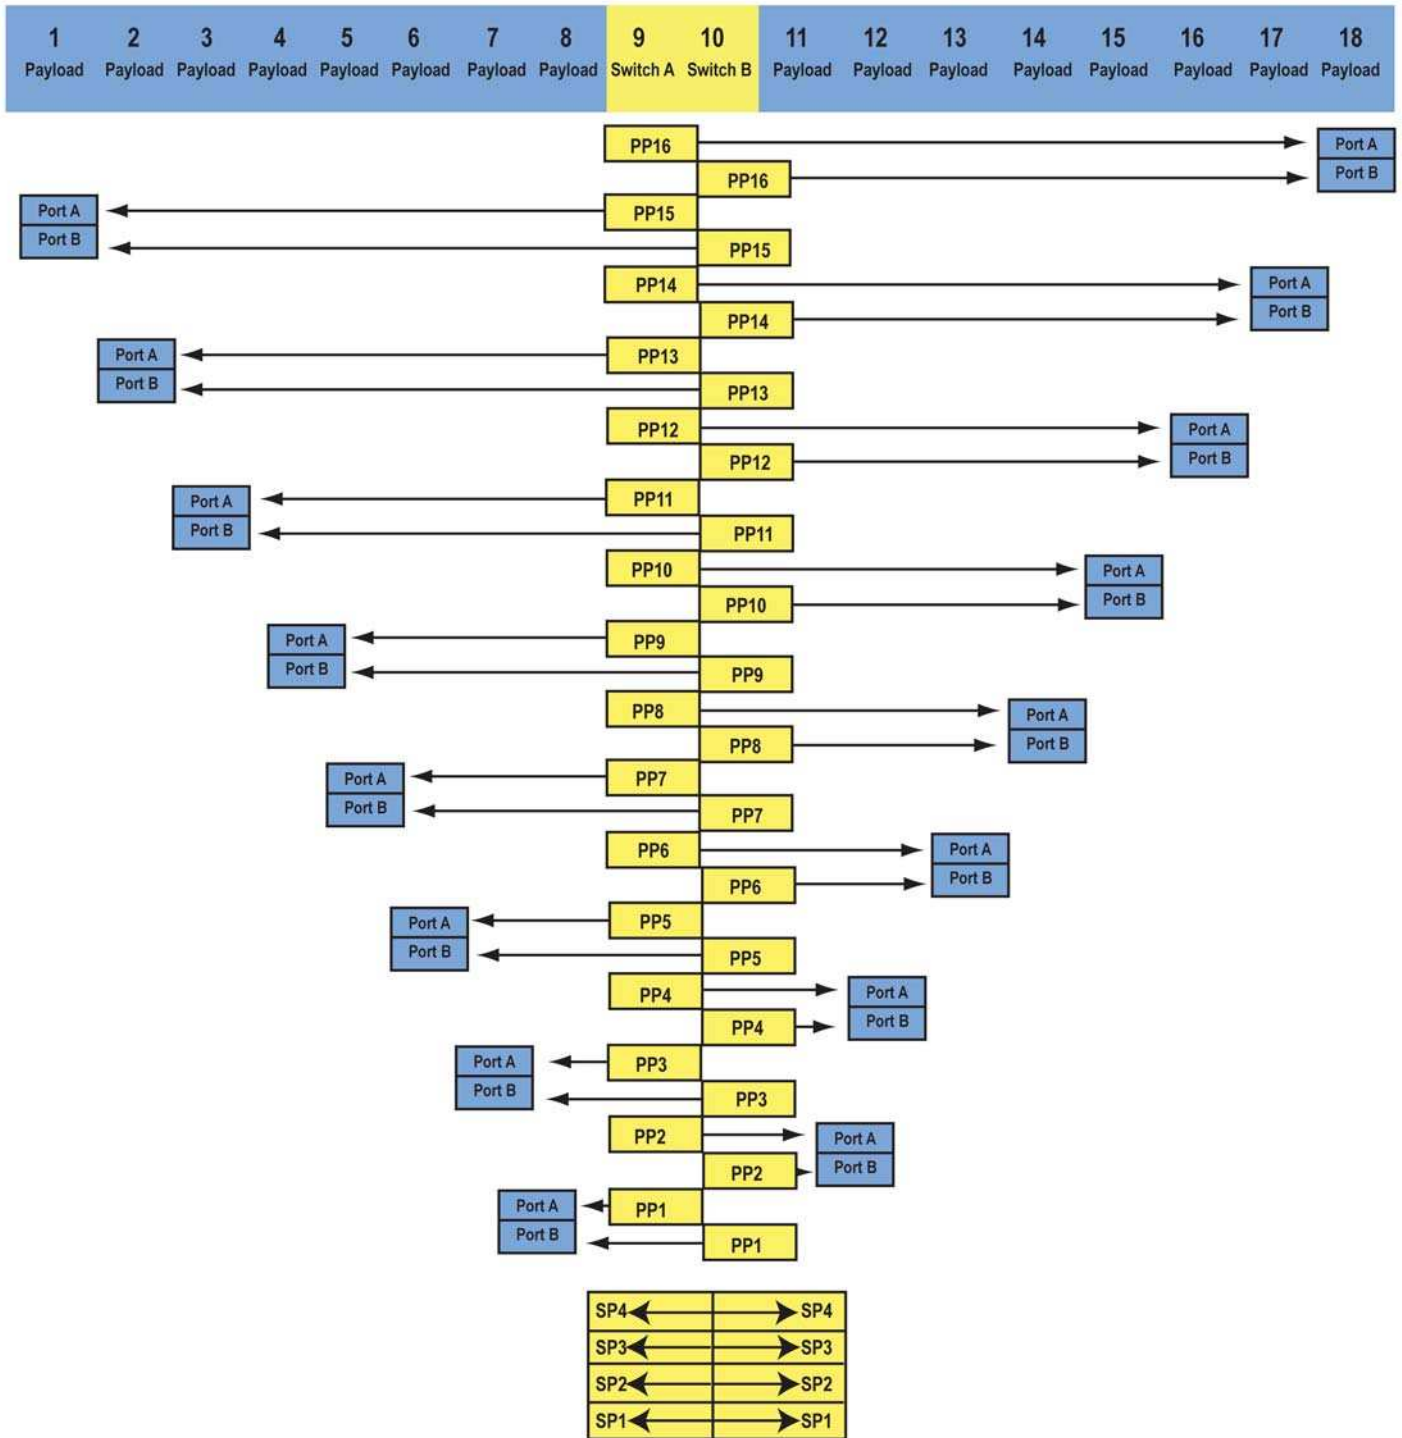 1 2 3 4 5 6 7 8 9 10 11 12 13 14 15 16 17 18
Payload Payload Payload Payload Payload Payload Payload Payload Switch A Switch B Payload Payload Payload Payload Payload Payload Payload Payload
PP16 Port A
PP16 Port B
Port A PP15
Port B PP15
PP14 Port A
PP14 Port B
Port A PP13
Port B PP13
PP12 Port A
PP12 Port B
Port A PP11
Port B PP11
PP10 Port A
PP10 Port B
Port A PP9
Port B PP9
PP8 Port A
PP8 Port B
Port A PP7
Port B PP7
PP6 Port A
PP6 Port B
Port A PP5
Port B PP5
PP4 Port A
PP4 Port B
Port A PP3
Port B PP3
PP2 Port A
PP2 Port B
Port A PP1
Port B PP1
SP4 SP4
SP3 SP3
SP2 SP2
SP1 SP1